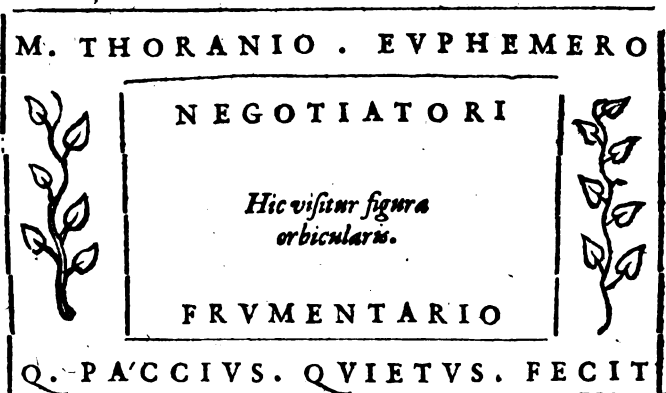 M. THORANIO . EVPHEMERO
NEGOTIATORI
Hic viſitur figura
orbicularis.
FRVMENTARIO
Q. PACCIVS. QVIETVS. FECIT